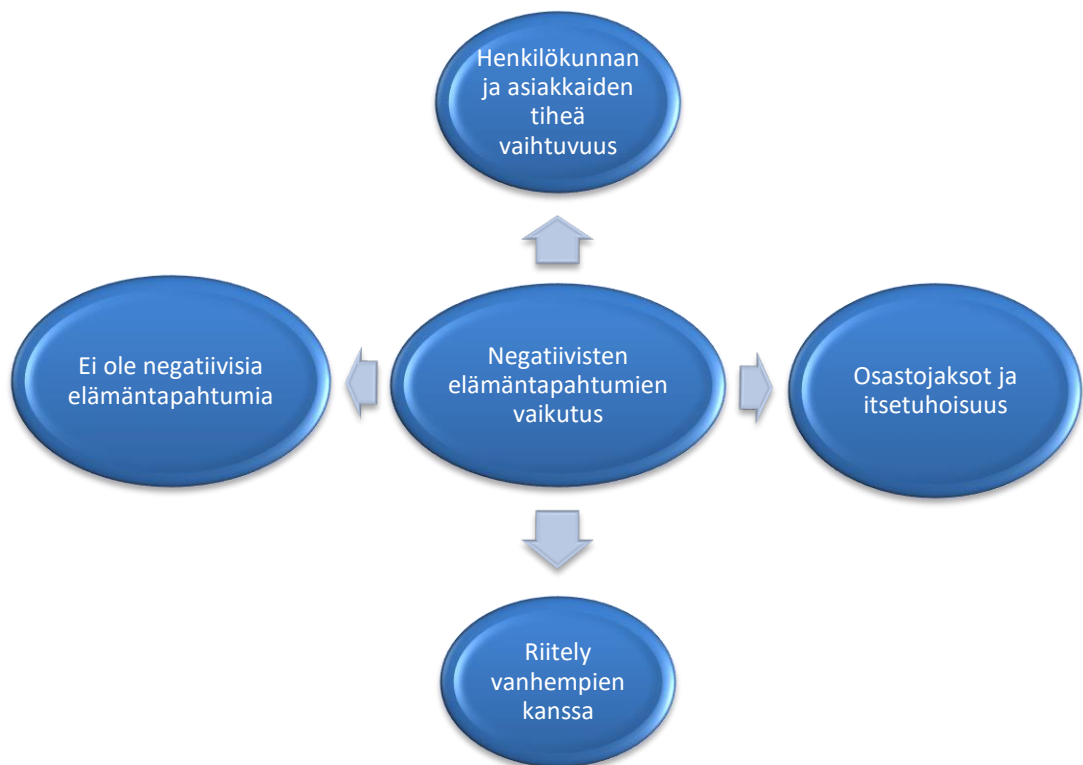 Henkilökunnan
ja asiakkaiden
tiheä
vaihtuvuus
Ei ole negatiivisia
elämäntapahtumia
Negatiivisten
elämäntapahtumien
vaikutus
Osastojaksot ja
itsetuhoisuus
Riitely
vanhempien
kanssa